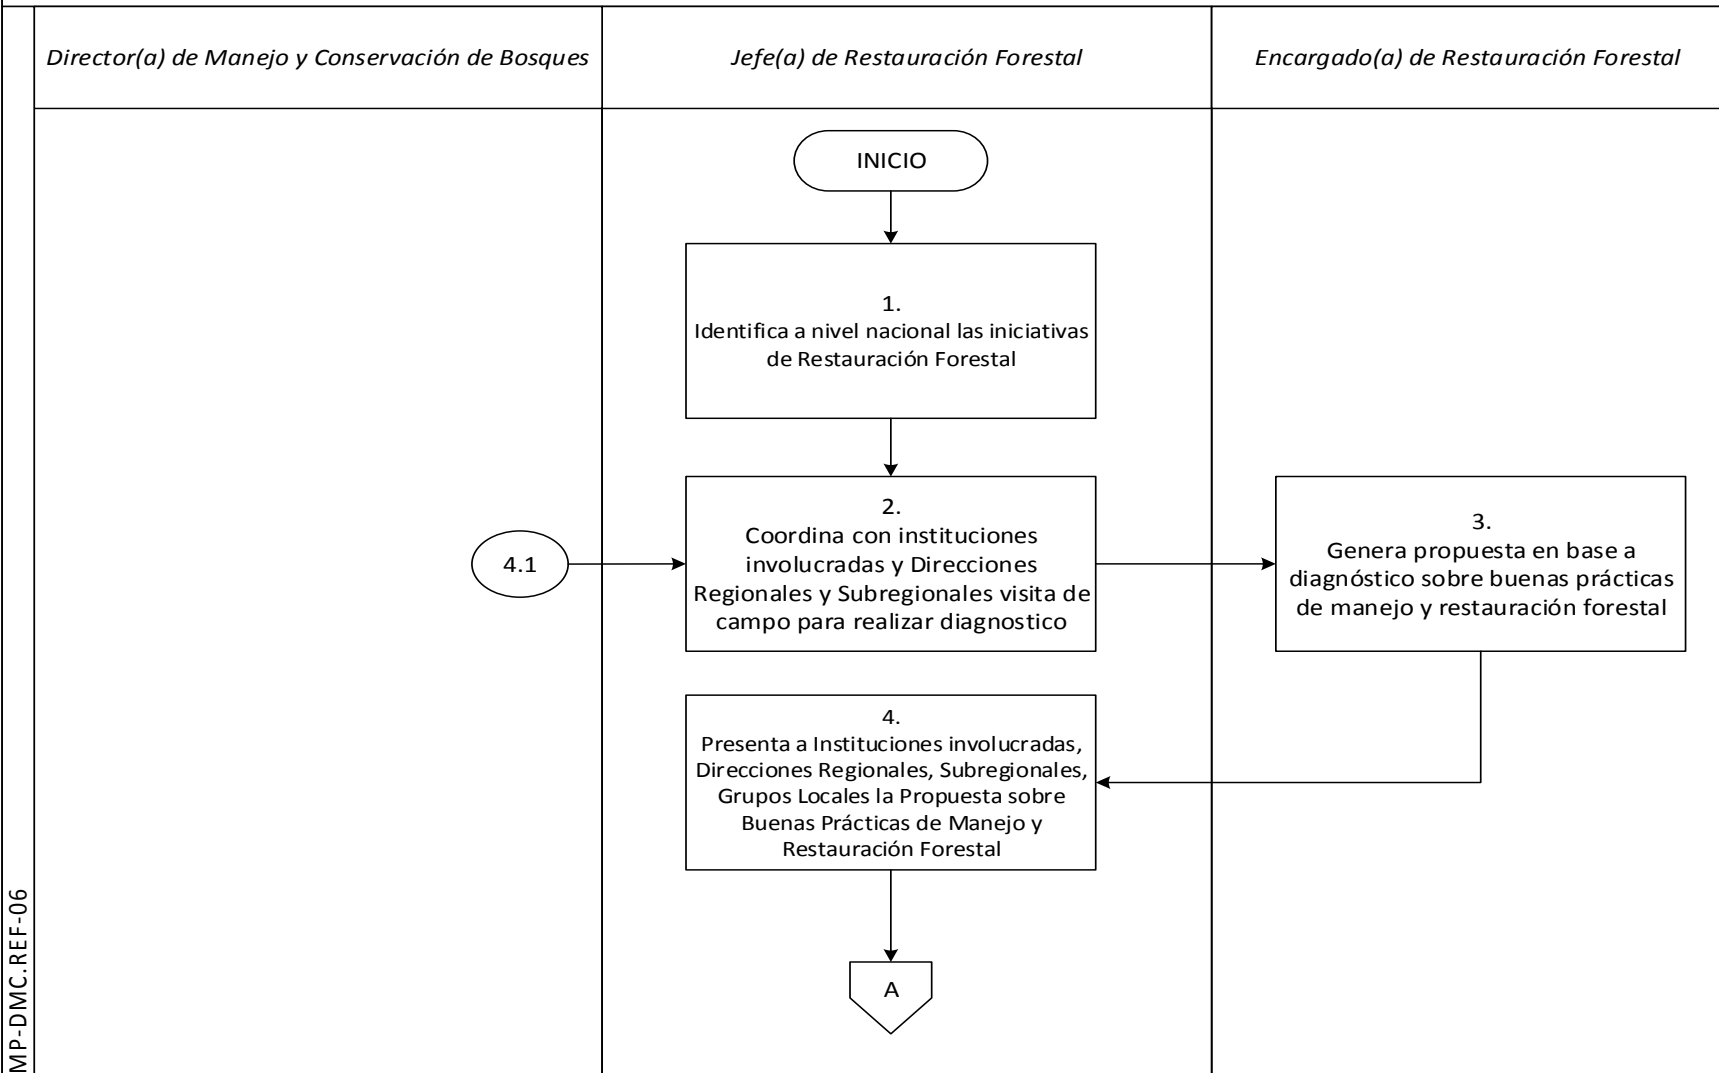 Director(a) de Manejo y Conservación de Bosques
Jefe(a) de Restauración Forestal
Encargado(a) de Restauración Forestal
INICIO
1.
Identifica a nivel nacional las iniciativas
de Restauración Forestal
4.1
2.
Coordina con instituciones
involucradas y Direcciones
Regionales y Subregionales visita de
campo para realizar diagnostico
3.
Genera propuesta en base a
diagnóstico sobre buenas prácticas
de manejo y restauración forestal
4.
Presenta a Instituciones involucradas,
Direcciones Regionales, Subregionales,
Grupos Locales la Propuesta sobre
Buenas Prácticas de Manejo y
Restauración Forestal
A
MP-DMC.REF-06